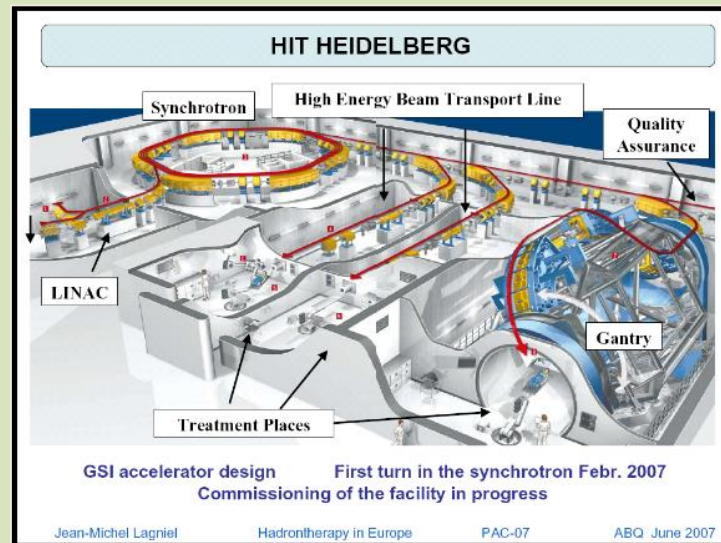 HIT HEIDELBERG
Synchrotron
High Energy Beam Transport Line
Quality
Assurance
LINAC
Gantry
Treatment Places
GSI accelerator design First turn in the synchrotron Febr. 2007
Commissioning of the facility in progress
Jean-Michel Lagniel Hadrontherapy in Europe PAC-07 ABQ June 2007